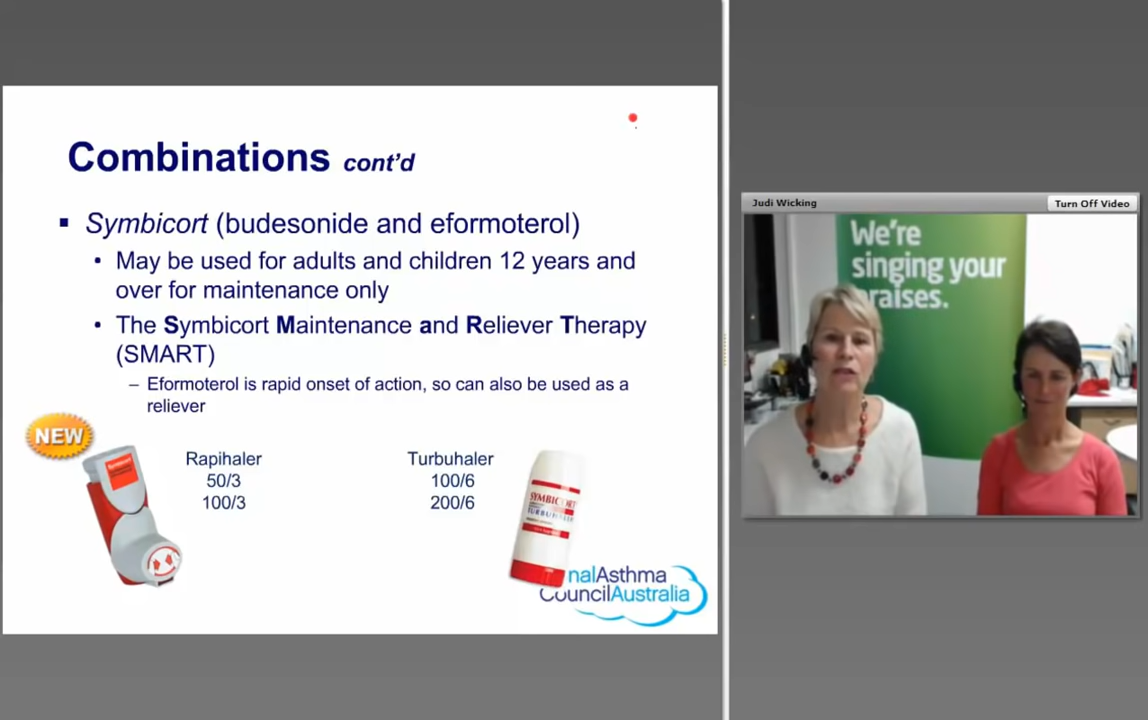 Combinations cont'd
Symbicort (budesonide and eformoterol)
May be used for adults and children 12 years and
over for maintenance only
The Symbicort Maintenance and Reliever Therapy
(SMART)
– Eformoterol is rapid onset of action, so can also be used as a
reliever
NEW
Rapihaler
50/3
100/3
Turbuhaler
100/6
200/6
SYMBICORT
TURBUHALER
nalAsthma
CouncilAustralia
Judi Wicking
Turn Off Video
We're
singing your
praises.